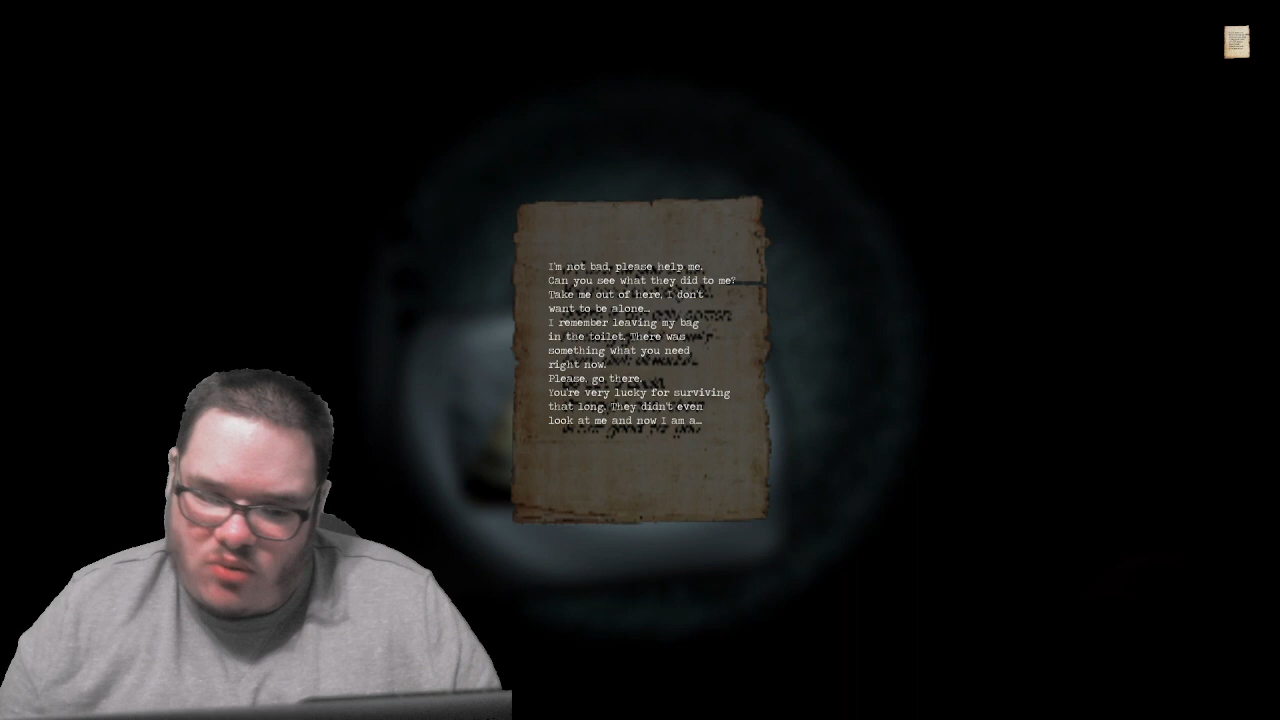 I'm not bad, please help me.
Can you see what they did to me?
Take me out of here, I don't
want to be alone...
I remember leaving my bag
in the toilet. There was
something what you need
right now.
Please, go there.
You're very lucky for surviving
that long. They didn't even
look at me and now I am a...